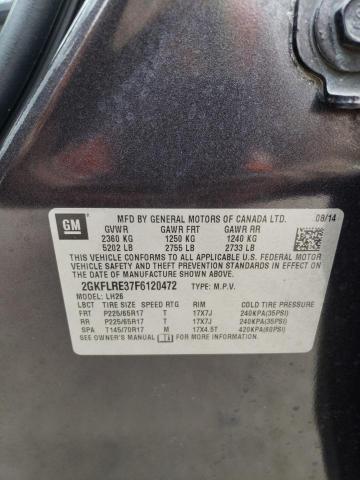 GM
MFD BY GENERAL MOTORS OF CANADA LTD. 08/14
GVWR GAWR FRT GAWR RR
2360 KG 1250 KG 1240 KG
5202 LB 2755 LB 2733 LB
THIS VEHICLE CONFORMS TO ALL APPLICABLE U.S. FEDERAL
MOTOR VEHICLE SAFETY AND THEFT PREVENTION STANDARDS IN
EFFECT ON THE DATE OF MANUFACTURE SHOWN ABOVE.
2GKFLRE37F6120472 TYPE: M.P.V.
MODEL: LH26
LBCT TIRE SIZE SPEED RTG RIM COLD TIRE PRESSURE
FRT P225/65R17 T 17X7J 240KPA(35PSI)
RR P225/65R17 T 17X7J 240KPA(35PSI)
SPA T145/70R17 M 17X4.5T 420KPA(60PSI)
SEE OWNER'S MANUAL FOR ADDITIONAL INFORMATION